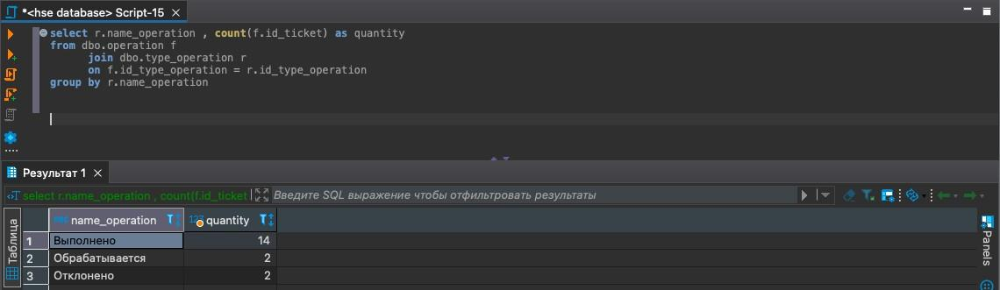 *<hse database> Script-15
select r.name_operation , count(f.id_ticket) as quantity
from dbo.operation f
join dbo.type_operation r
on f.id_type_operation = r.id_type_operation
group by r.name_operation
Результат 1
select r.name_operation , count(f.id_ticket
Введите SQL выражение чтобы отфильтровать результаты
Таблица
name_operation 123 quantity
1 Выполнено 14
2 Обрабатывается 2
3 Отклонено 2
Panels